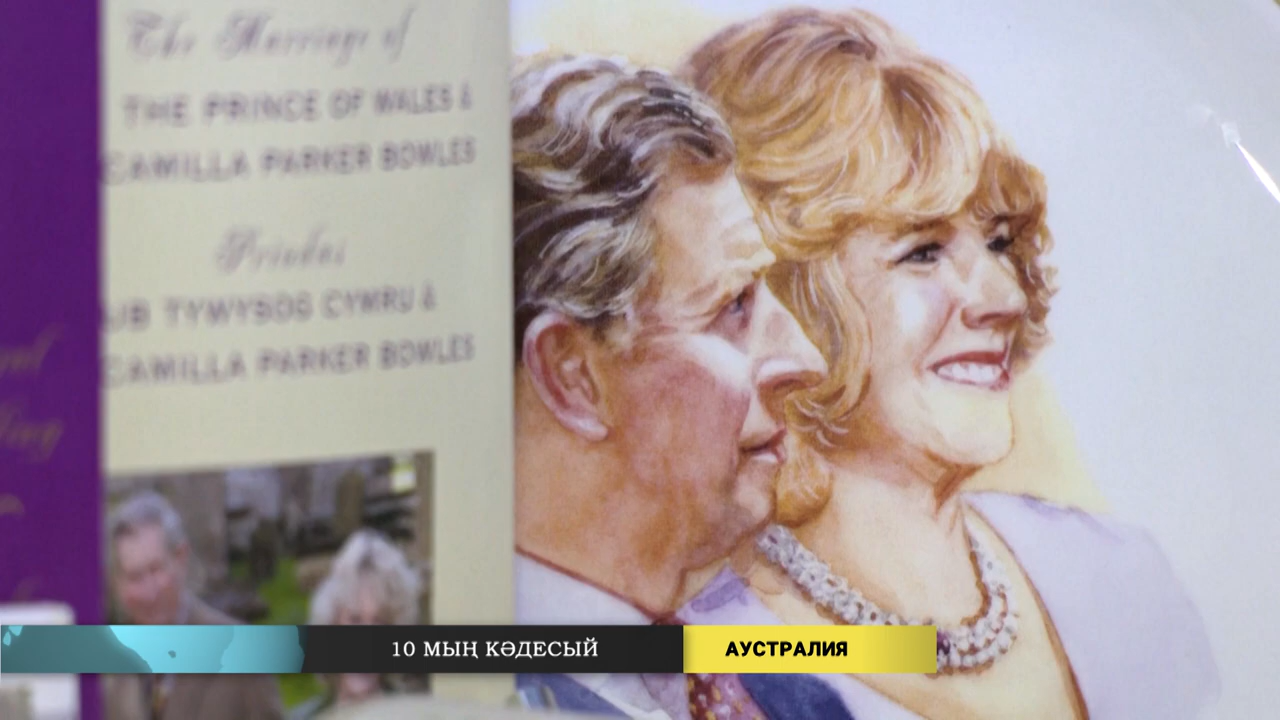 The Marriage of
THE PRINCE OF WALES &
CAMILLA PARKER BOWLES
Priodas
TYWYSOG CYMRU &
CAMILLA PARKER BOWLES
10 МЫҢ КӘДЕСЫЙ
АУСТРАЛИЯ